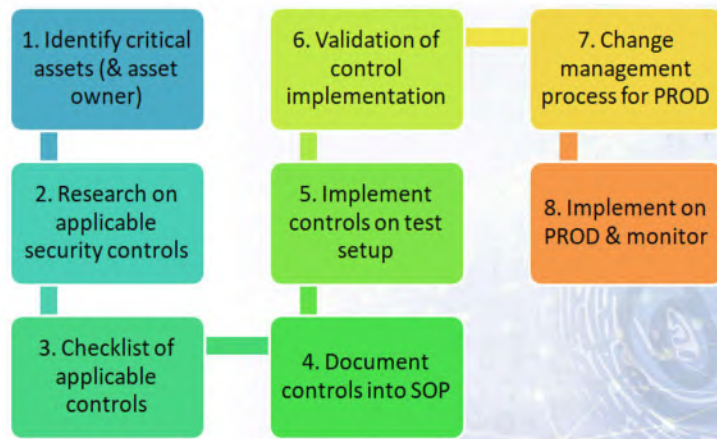 1. Identify critical
assets (& asset
owner)
2. Research on
applicable
security controls
3. Checklist of
applicable
controls
4. Document
controls into SOP
5. Implement
controls on test
setup
6. Validation of
control
implementation
7. Change
management
process for PROD
8. Implement on
PROD & monitor